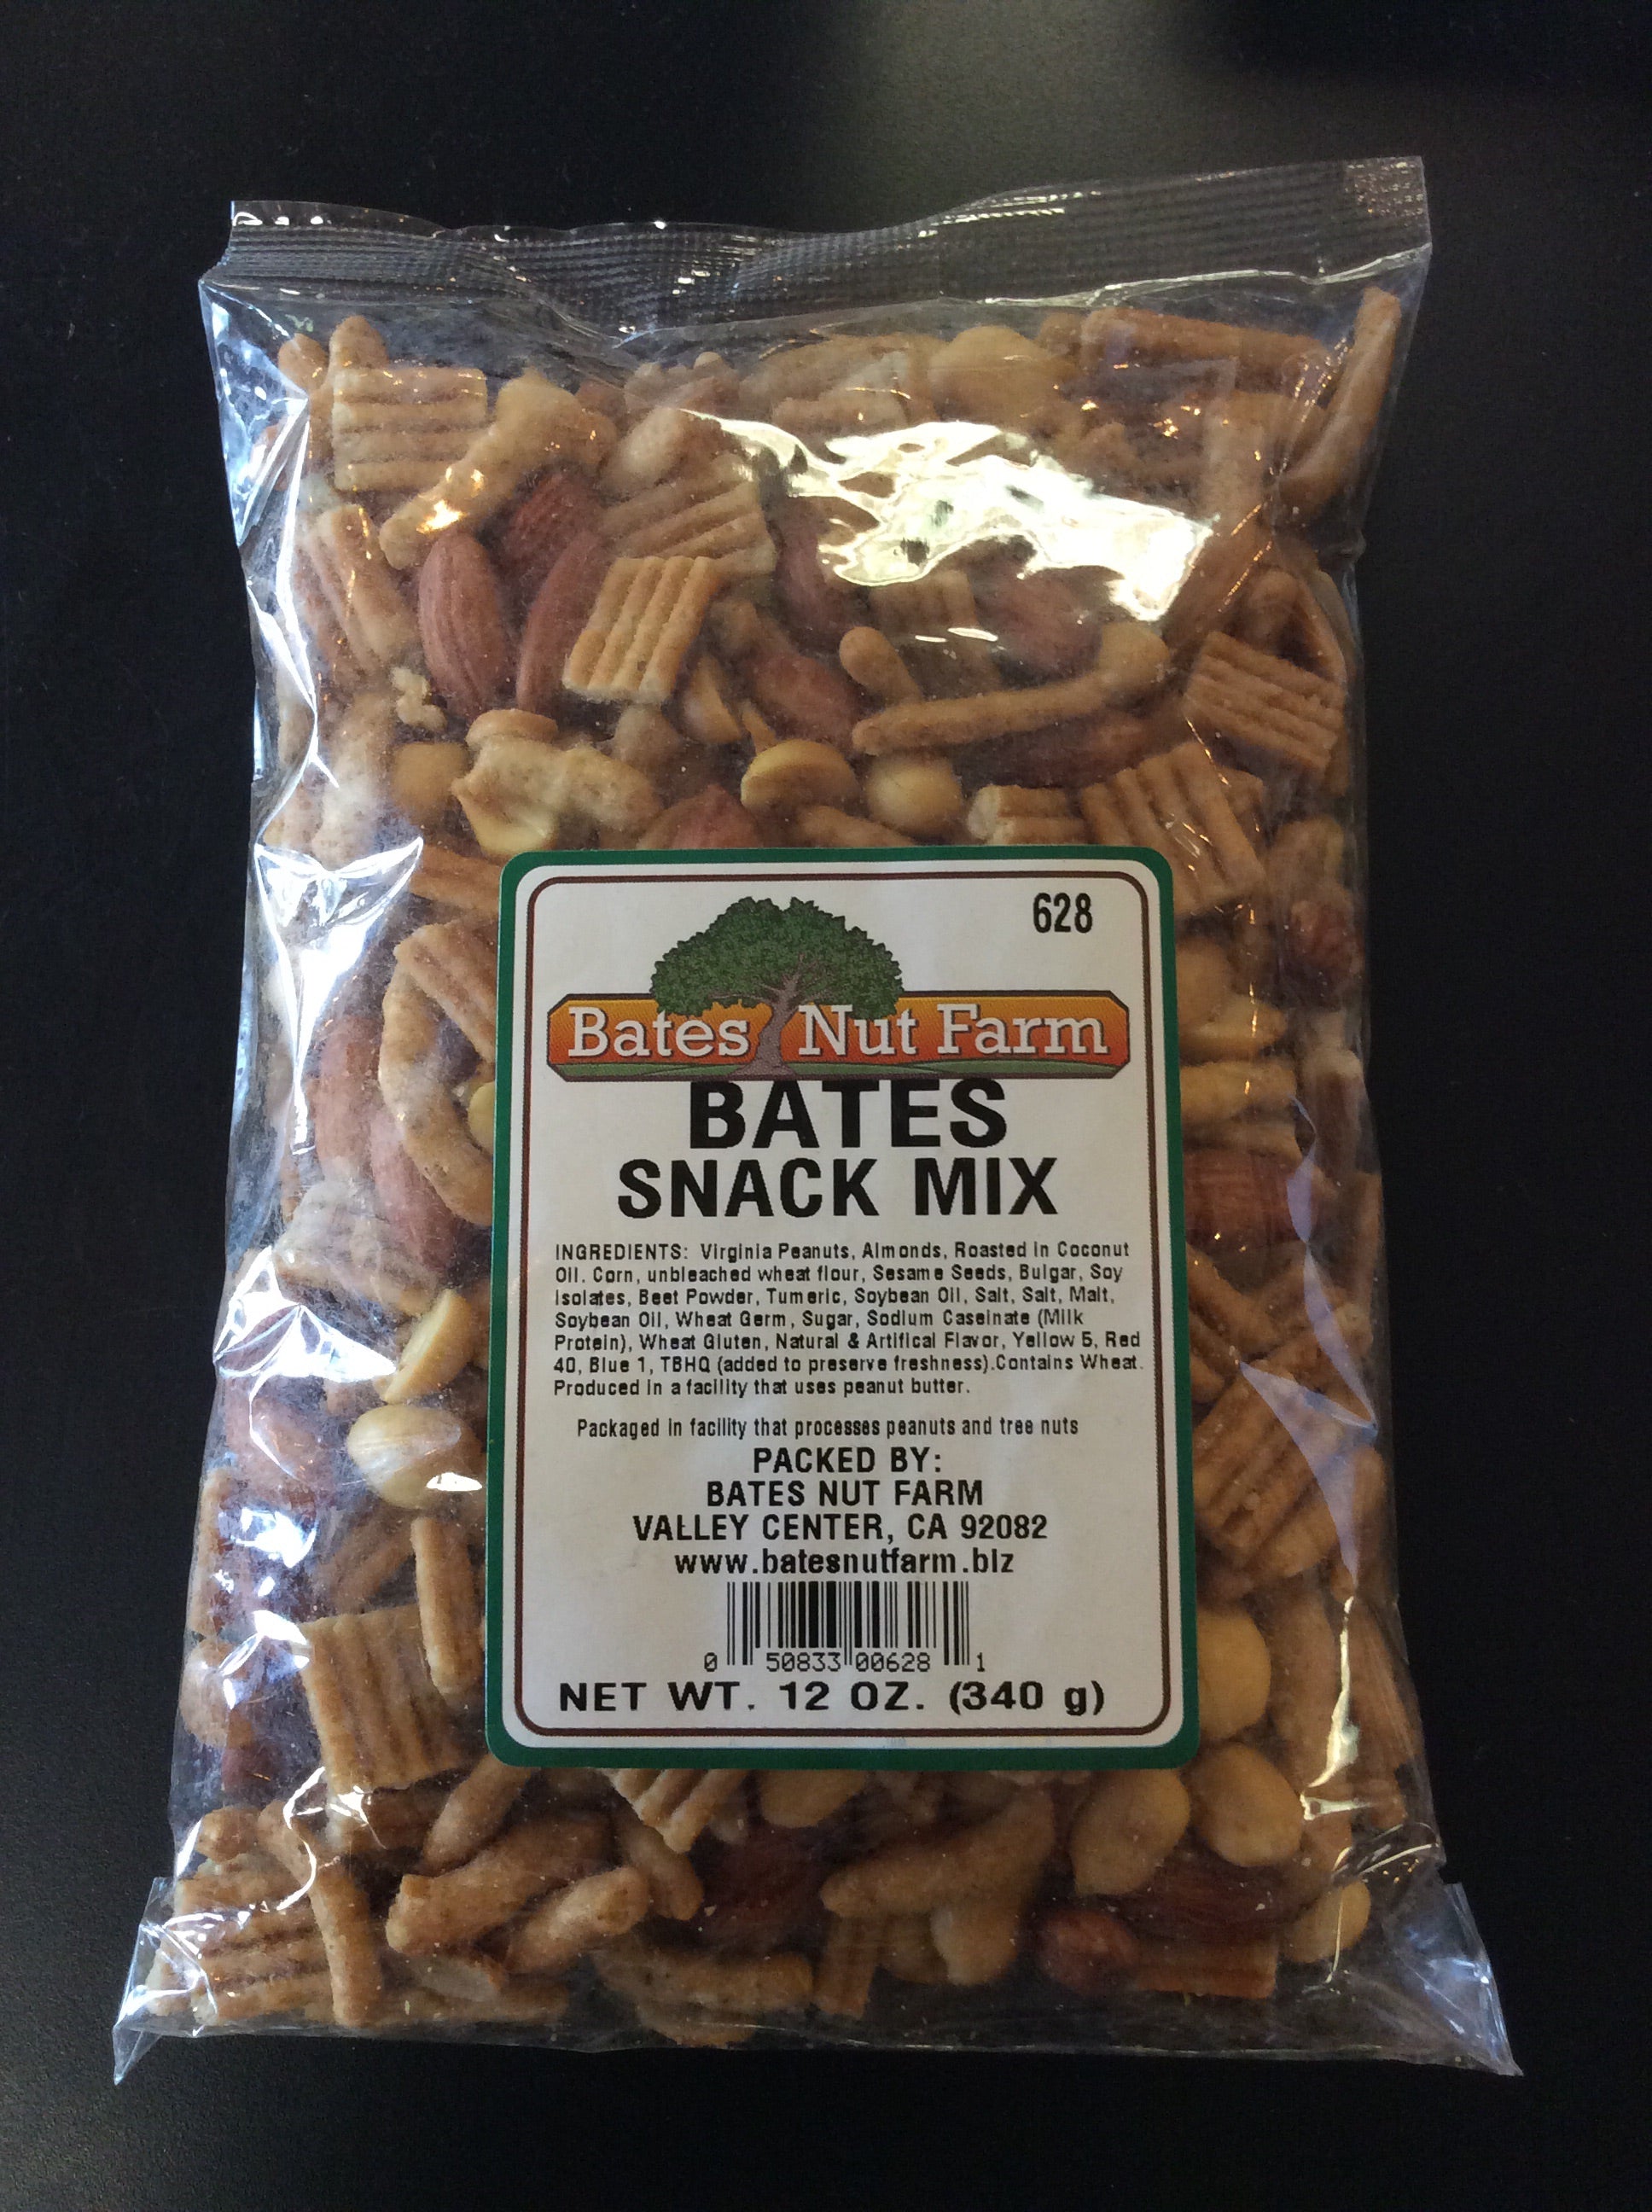 628
Bates Nut Farm
BATES
SNACK MIX
INGREDIENTS: Virginia Peanuts, Almonds, Roasted in Coconut
Oil. Corn, unbleached wheat flour, Sesame Seeds, Bulgar, Soy
Isolates, Beet Powder, Tumeric, Soybean Oil, Salt, Salt, Malt,
Soybean Oil, Wheat Germ, Sugar, Sodium Caseinate (Milk
Protein), Wheat Gluten, Natural & Artifical Flavor, Yellow 5, Red
40, Blue 1, TBHQ (added to preserve freshness).Contains Wheat.
Produced in a facility that uses peanut butter.
Packaged in facility that processes peanuts and tree nuts
PACKED BY:
BATES NUT FARM
VALLEY CENTER, CA 92082
www.batesnutfarm.biz
0 50833 00628 1
NET WT. 12 OZ. (340 g)